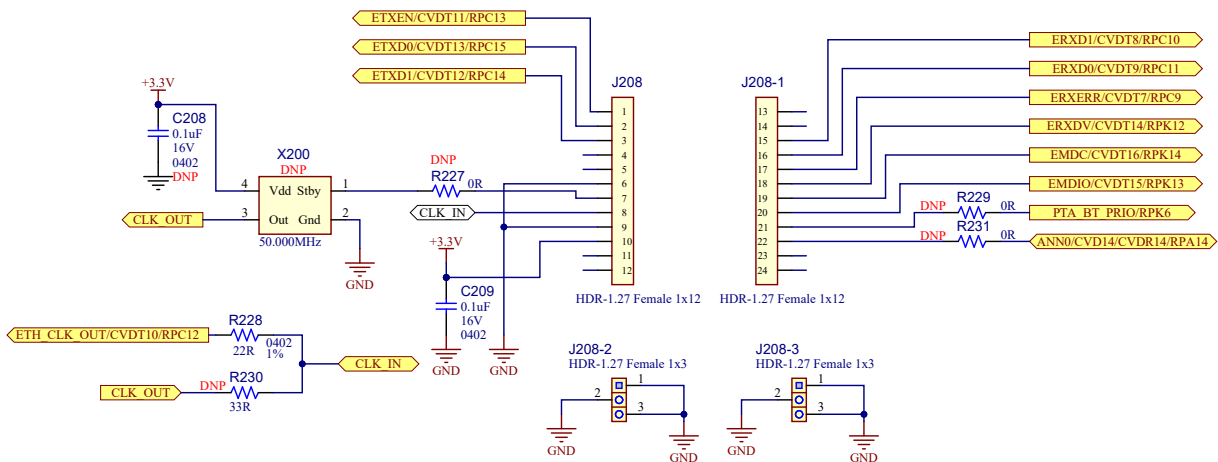 ETXEN/CVDT11/RPC13
ETXD0/CVDT13/RPC15
ETXD1/CVDT12/RPC14
+3.3V
C208
0.1uF
16V
0402
DNP
X200
DNP
4
Vdd
Stby
1
3
Out
Gnd
2
50.000MHz
CLK_OUT
GND
DNP
R227
0R
CLK_IN
+3.3V
C209
0.1uF
16V
0402
GND
GND
J208
1
2
3
4
5
6
7
8
9
10
11
12
HDR-1.27 Female 1x12
J208-1
13
14
15
16
17
18
19
20
21
22
23
24
HDR-1.27 Female 1x12
ERXD1/CVDT8/RPC10
ERXD0/CVDT9/RPC11
ERXERR/CVDT7/RPC9
ERXDV/CVDT14/RPK12
EMDC/CVDT16/RPK14
EMDIO/CVDT15/RPK13
DNP
R229
0R
PTA_BT_PRIO/RPK6
DNP
R231
0R
ANN0/CVD14/CVDR14/RPA14
GND
ETH_CLK_OUT/CVDT10/RPC12
R228
22R
0402
1%
CLK_IN
CLK_OUT
DNP
R230
33R
J208-2
HDR-1.27 Female 1x3
1
2
3
GND
GND
J208-3
HDR-1.27 Female 1x3
1
2
3
GND
GND